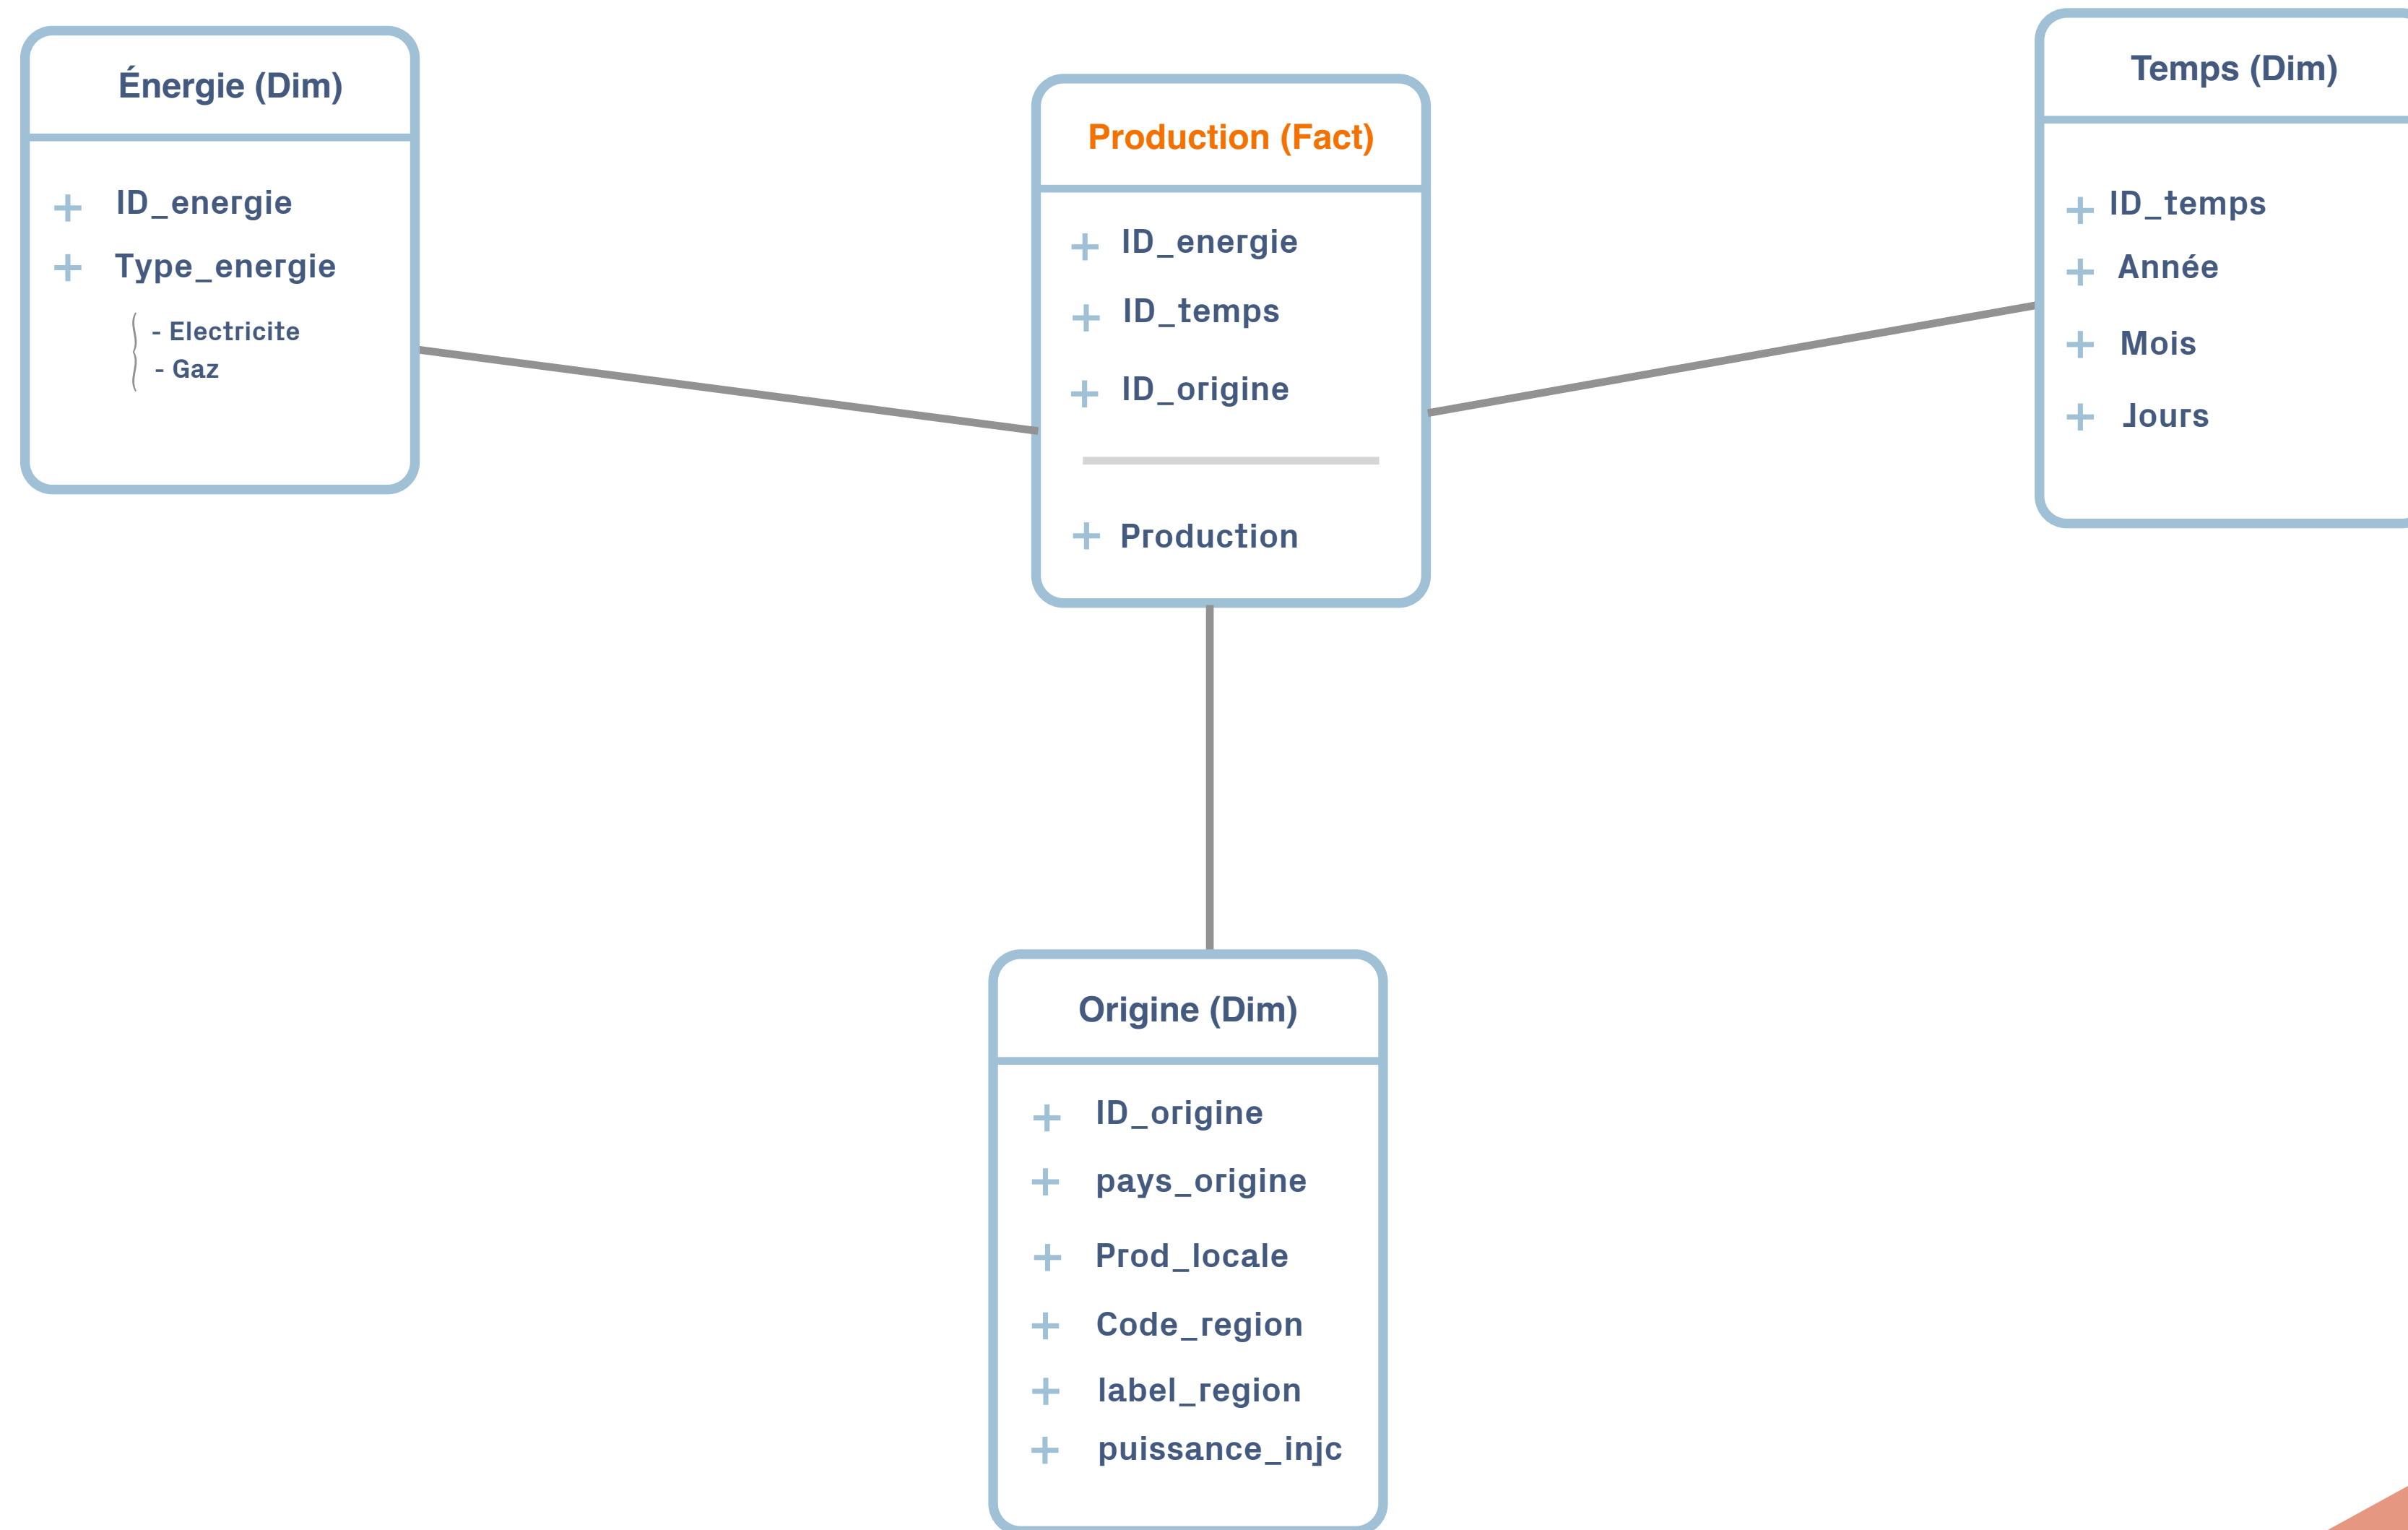 Énergie (Dim)
+ ID_energie
+ Type_energie
- Electricite
- Gaz
Production (Fact)
+ ID_energie
+ ID_temps
+ ID_origine
+ Production
Temps (Dim)
+ ID_temps
+ Année
+ Mois
+ Jours
Origine (Dim)
+ ID_origine
+ pays_origine
+ Prod_locale
+ Code_region
+ label_region
+ puissance_injc